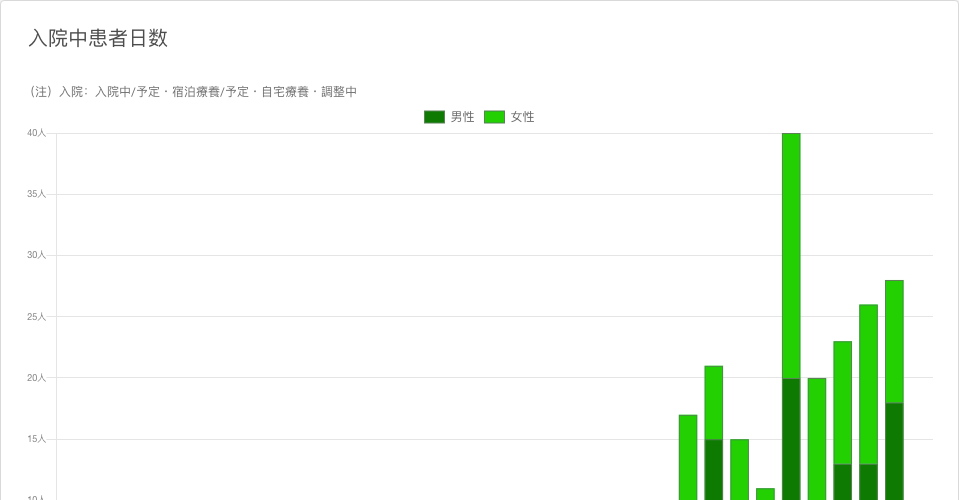 入院中患者日数
（注）入院：入院中/予定・宿泊療養/予定・自宅療養・調整中
男性 女性
40人
35人
30人
25人
20人
15人
10人